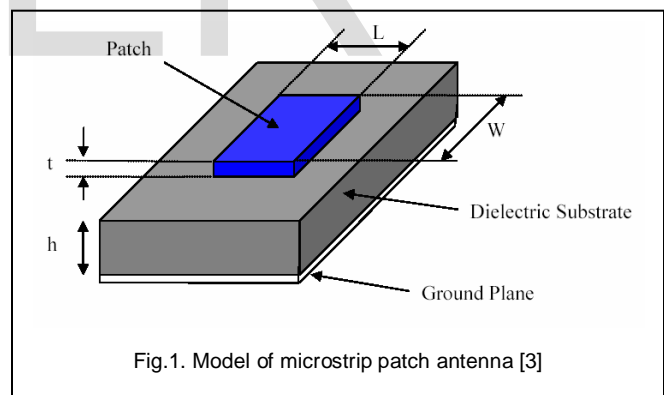 L
Patch
W
t
Dielectric Substrate
h
Ground Plane
Fig.1. Model of microstrip patch antenna [3]